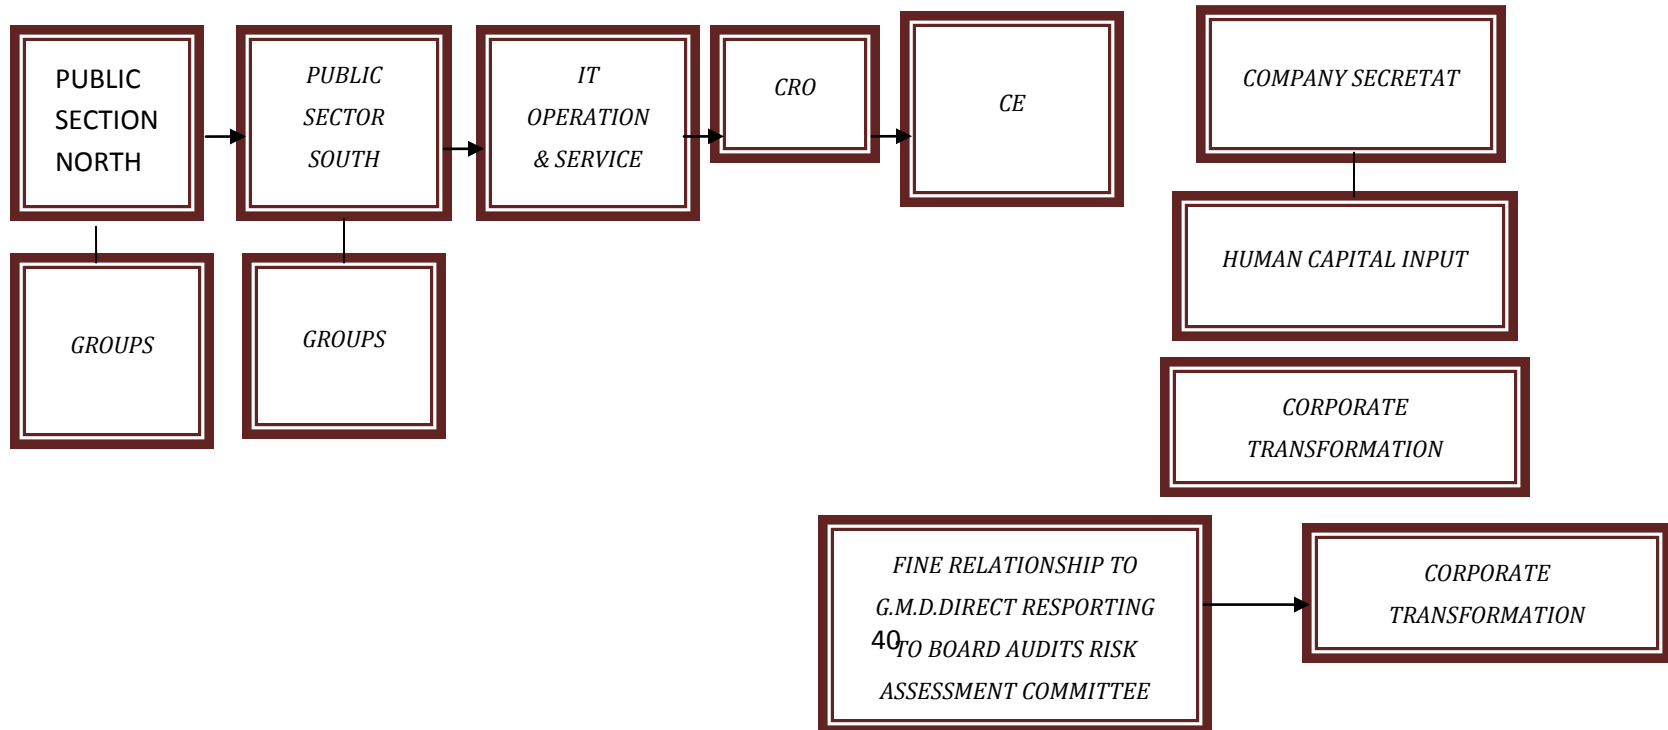 PUBLIC
SECTION
NORTH
PUBLIC
SECTOR
SOUTH
IT
OPERATION
& SERVICE
CRO
CE
COMPANY SECRETAT
HUMAN CAPITAL INPUT
GROUPS
GROUPS
CORPORATE
TRANSFORMATION
FINE RELATIONSHIP TO
G.M.D.DIRECT RESPORTING
TO BOARD AUDITS RISK
ASSESSMENT COMMITTEE
40
CORPORATE
TRANSFORMATION